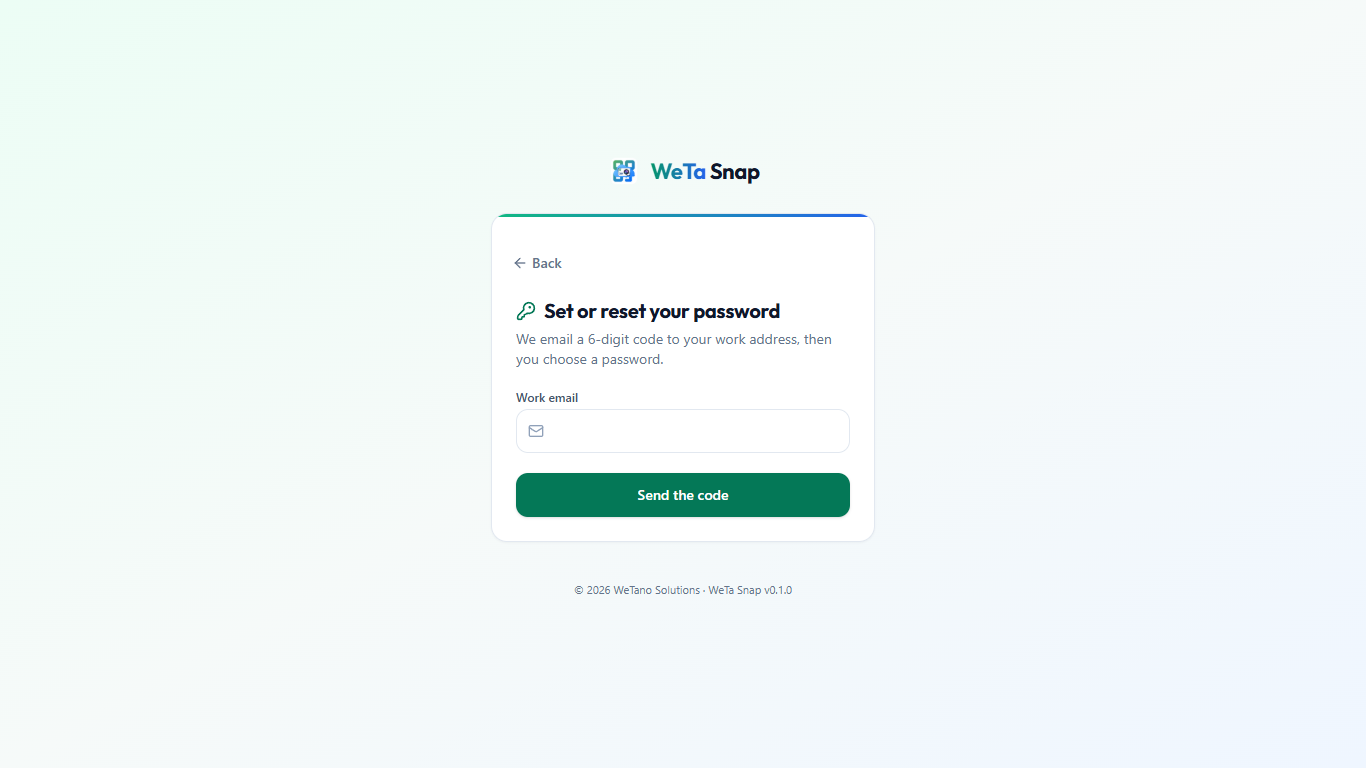 WeTa Snap
Back
Set or reset your password
We email a 6-digit code to your work address, then
you choose a password.
Work email
Send the code
© 2026 WeTano Solutions · WeTa Snap v0.1.0